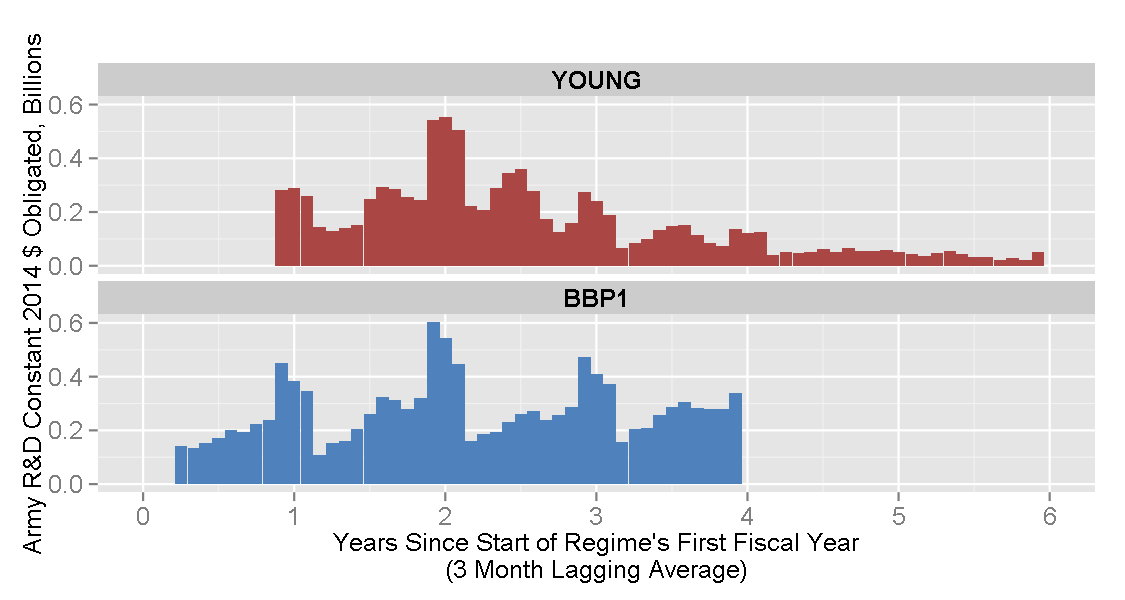 Army R&D Constant 2014 $ Obligated, Billions
YOUNG
0.6
0.4
0.2
0.0
BBP1
0.6
0.4
0.2
0.0
0 1 2 3 4 5 6
Years Since Start of Regime's First Fiscal Year
(3 Month Lagging Average)